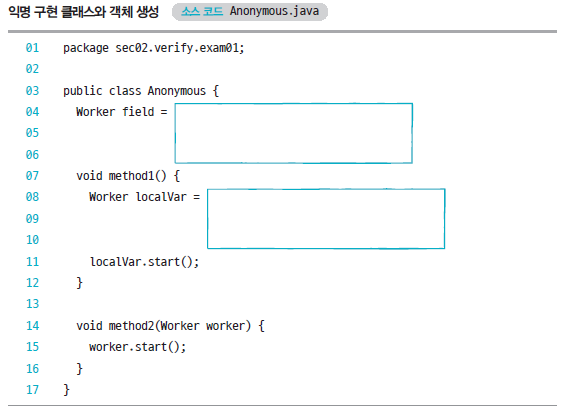 익명 구현 클래스와 객체 생성 소스 코드 Anonymous.java
01 package sec02.verify.exam01;
02
03 public class Anonymous {
04 Worker field =
05
06
07 void method1() {
08 Worker localVar =
09
10
11 localVar.start();
12 }
13
14 void method2(Worker worker) {
15 worker.start();
16 }
17 }